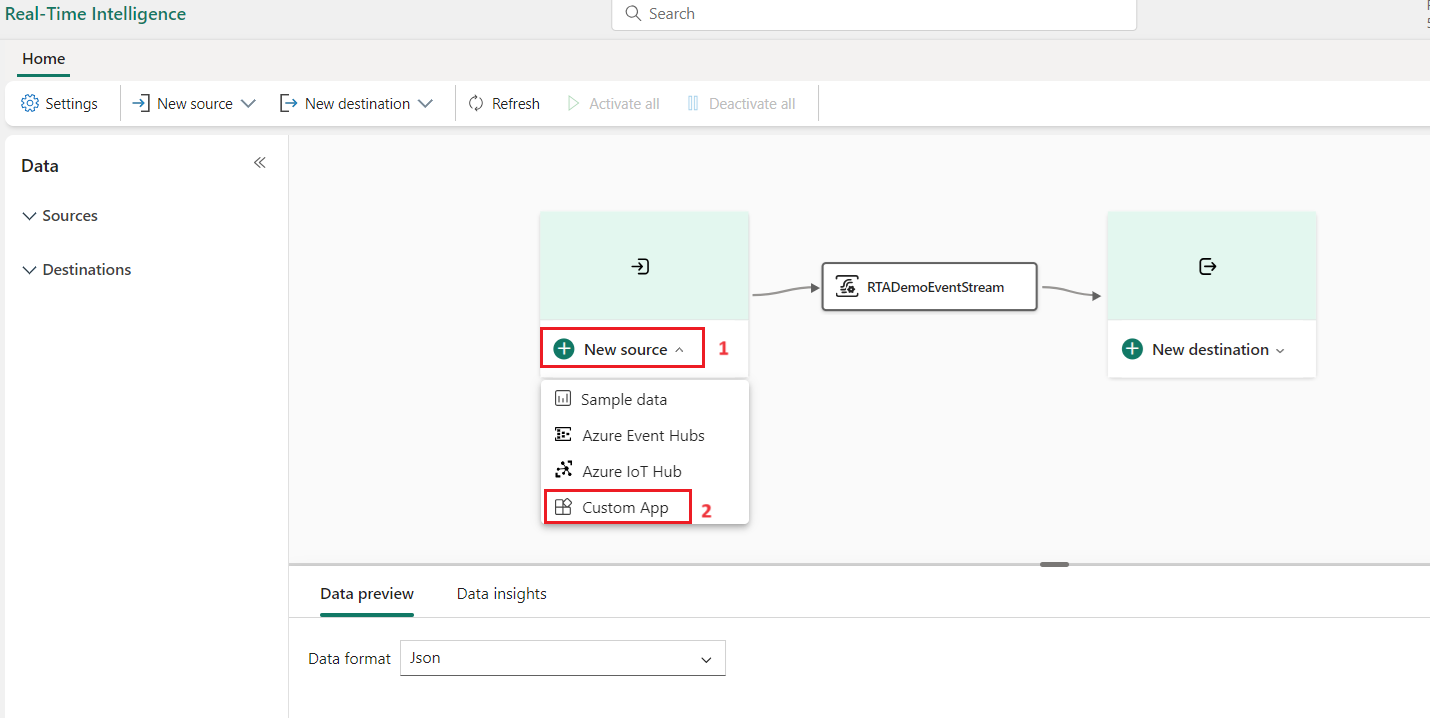 Real-Time Intelligence
Search
Home
Settings New source New destination Refresh Activate all Deactivate all
Data
Sources
Destinations
RTADemoEventStream
New source 1
New destination
Sample data
Azure Event Hubs
Azure IoT Hub
Custom App 2
Data preview Data insights
Data format Json